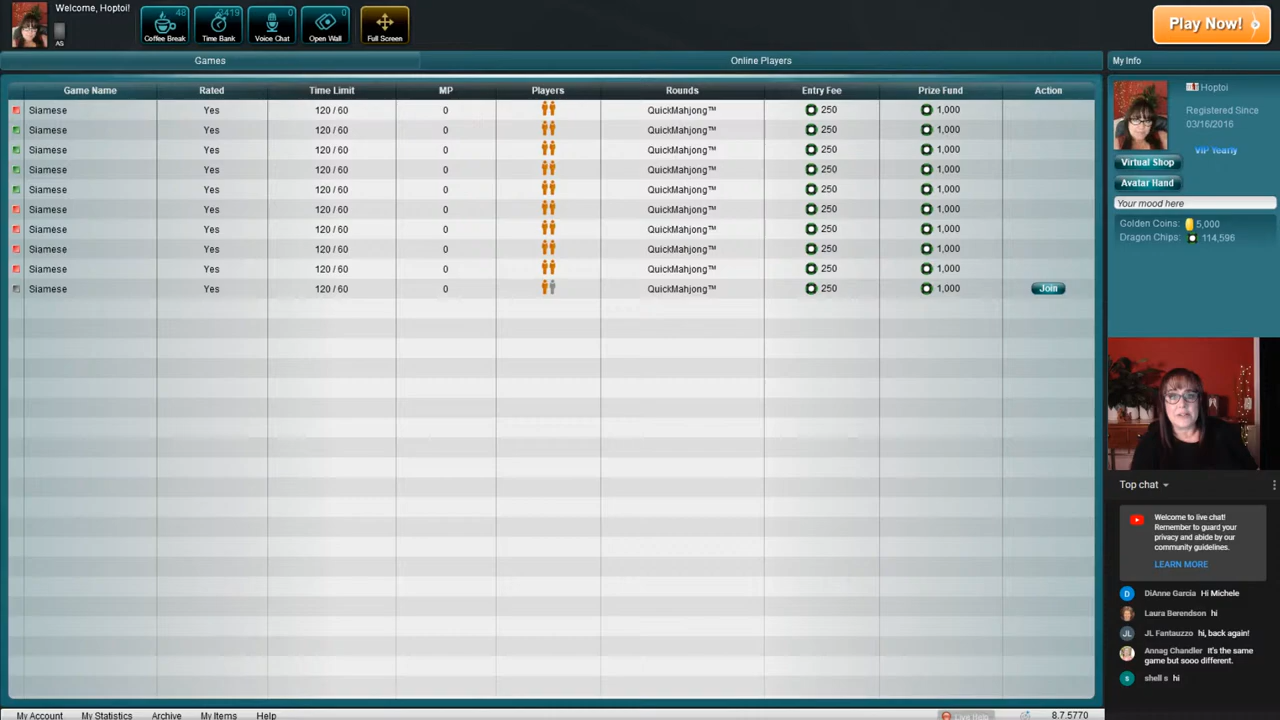 Welcome, Hoptoi!
AS
48
Coffee Break
2419
Time Bank
0
Voice Chat
0
Open Wall
Full Screen
Play Now!
Games
Online Players
My Info
Game Name Rated Time Limit MP Players Rounds Entry Fee Prize Fund Action
Siamese Yes 120 / 60 0 QuickMahjong™ 250 1,000
Siamese Yes 120 / 60 0 QuickMahjong™ 250 1,000
Siamese Yes 120 / 60 0 QuickMahjong™ 250 1,000
Siamese Yes 120 / 60 0 QuickMahjong™ 250 1,000
Siamese Yes 120 / 60 0 QuickMahjong™ 250 1,000
Siamese Yes 120 / 60 0 QuickMahjong™ 250 1,000
Siamese Yes 120 / 60 0 QuickMahjong™ 250 1,000
Siamese Yes 120 / 60 0 QuickMahjong™ 250 1,000
Siamese Yes 120 / 60 0 QuickMahjong™ 250 1,000
Siamese Yes 120 / 60 0 QuickMahjong™ 250 1,000 Join
Hoptoi
Registered Since
03/16/2016
VIP Yearly
Virtual Shop
Avatar Hand
Your mood here
Golden Coins: 5,000
Dragon Chips: 114,596
Top chat
Welcome to live chat!
Remember to guard your
privacy and abide by our
community guidelines.
LEARN MORE
D DiAnne Garcia Hi Michele
Laura Berendson hi
JL JL Fantauzzo hi, back again!
Annag Chandler It's the same
game but sooo different.
s shell s hi
My Account My Statistics Archive My Items Help Live Help 8.7.5770